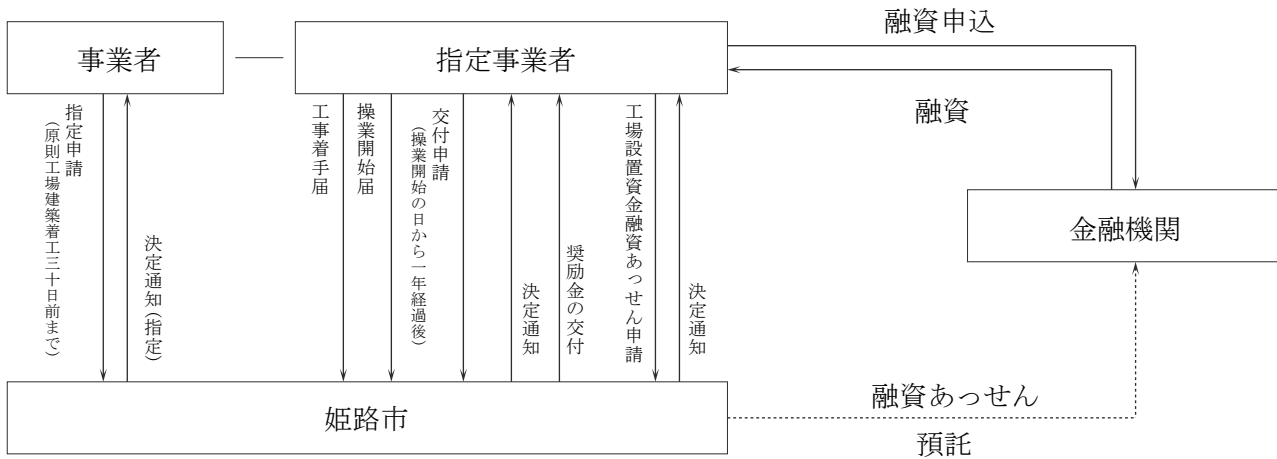 事業者
指定事業者
融資申込
融資
指定申請
(原則工場建築着工三十日前まで)
決定通知(指定)
工事着手届
操業開始届
交付申請
(操業開始の日から一年経過後)
決定通知
奨励金の交付
工場設置資金融資あっせん申請
決定通知
金融機関
姫路市
融資あっせん
預託